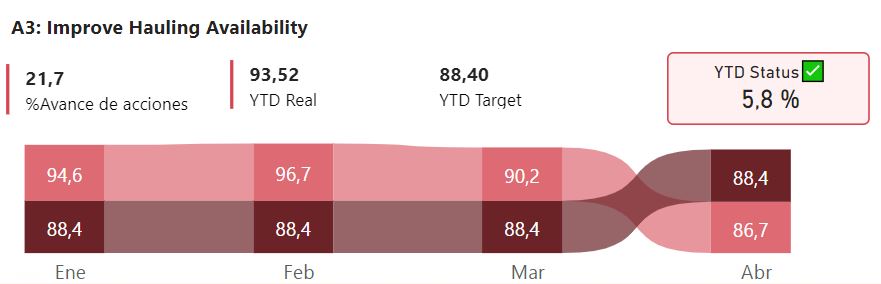 A3: Improve Hauling Availability
21,7
%Avance de acciones
93,52
YTD Real
88,40
YTD Target
YTD Status✅
5,8 %
94,6
96,7
90,2
88,4
88,4
88,4
88,4
86,7
Ene
Feb
Mar
Abr